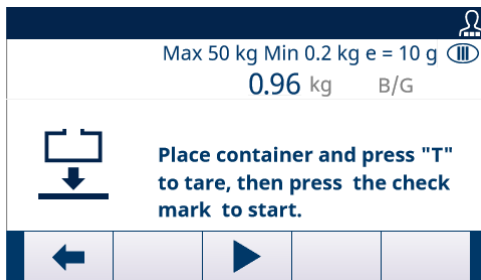 Max 50 kg Min 0.2 kg e = 10 g III
0.96 kg B/G
Place container and press "T"
to tare, then press the check
mark to start.